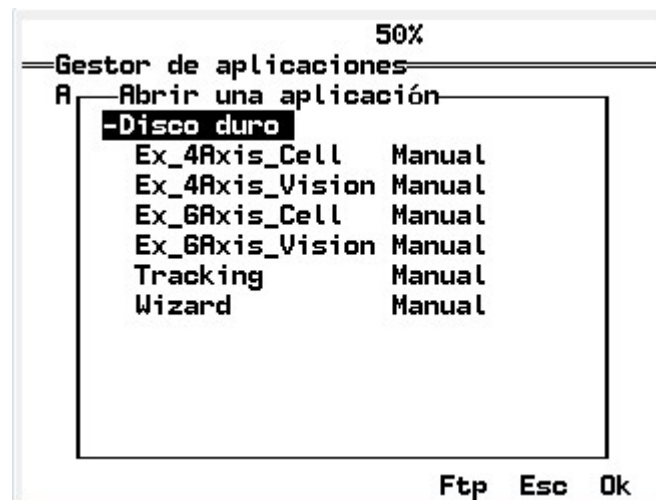 50%
Gestor de aplicaciones
A Abrir una aplicación
-Disco duro
Ex_4Axis_Cell Manual
Ex_4Axis_Vision Manual
Ex_6Axis_Cell Manual
Ex_6Axis_Vision Manual
Tracking Manual
Wizard Manual
Ftp Esc Ok